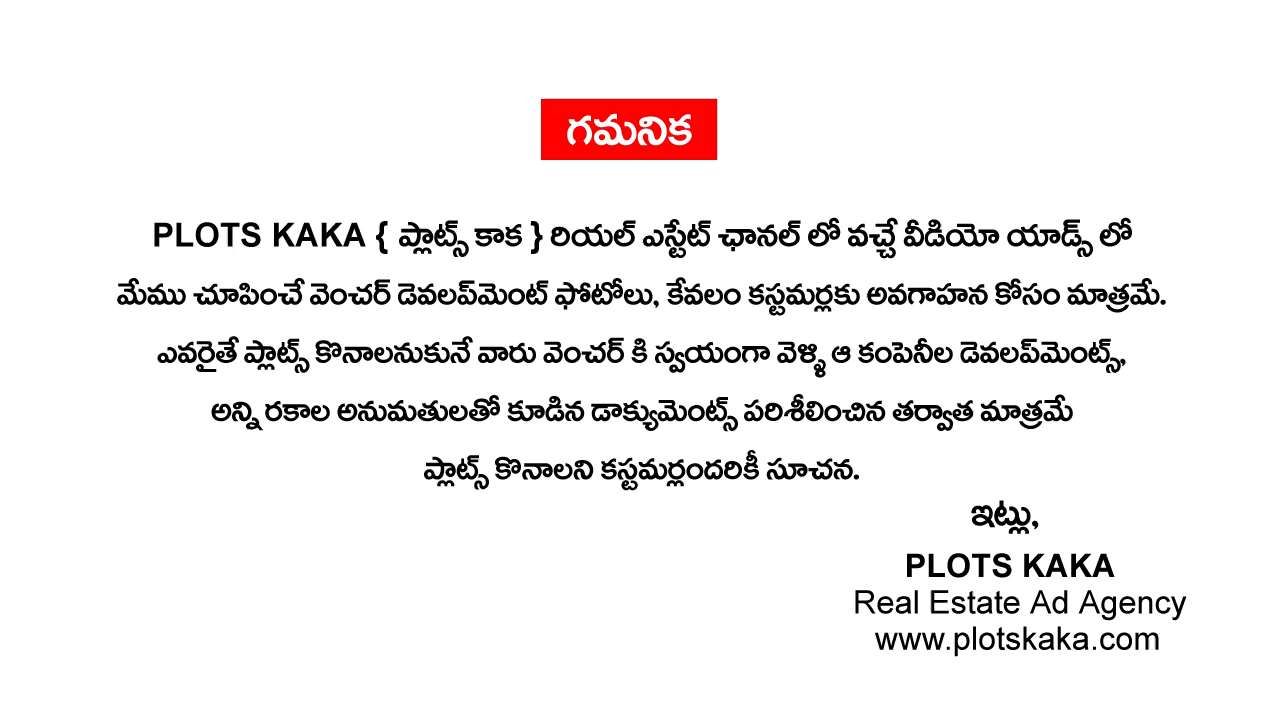 గమనిక
PLOTS KAKA { ప్లాట్స్ కాక } రియల్ ఎస్టేట్ ఛానల్ లో వచ్చే వీడియో యాడ్స్ లో
మేము చూపించే వెంచర్ డెవలప్‌మెంట్ ఫోటోలు, కేవలం కస్టమర్లకు అవగాహన కోసం మాత్రమే.
ఎవరైతే ప్లాట్స్ కొనాలనుకునే వారు వెంచర్ కి స్వయంగా వెళ్ళి ఆ కంపెనీల డెవలప్‌మెంట్స్,
అన్ని రకాల అనుమతులతో కూడిన డాక్యుమెంట్స్ పరిశీలించిన తర్వాత మాత్రమే
ప్లాట్స్ కొనాలని కస్టమర్లందరికీ సూచన.
ఇట్లు,
PLOTS KAKA
Real Estate Ad Agency
www.plotskaka.com